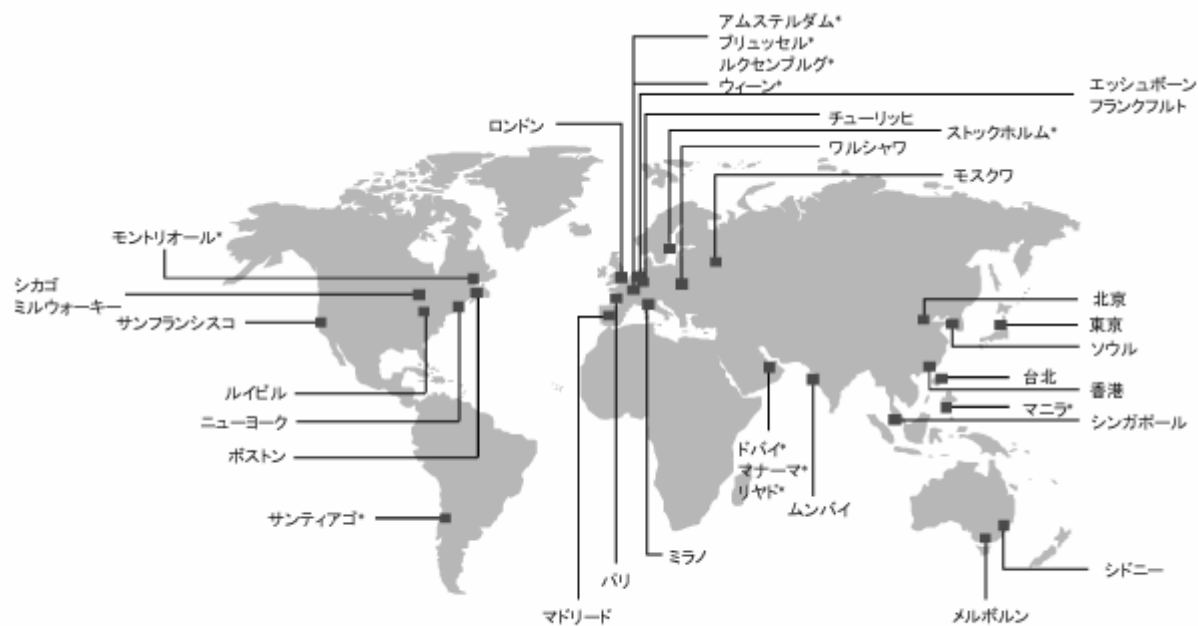 アムステルダム*
ブリュッセル*
ルクセンブルグ*
ウィーン*
エッシュボーン
フランクフルト
ロンドン
チューリッヒ
ストックホルム*
ワルシャワ
モスクワ
モントリオール*
シカゴ
ミルウォーキー
サンフランシスコ
北京
東京
ソウル
台北
香港
ルイビル
マニラ*
ニューヨーク
シンガポール
ボストン
ドバイ*
マナーマ*
リヤド*
ムンバイ
サンティアゴ*
ミラノ
パリ
シドニー
マドリード
メルボルン